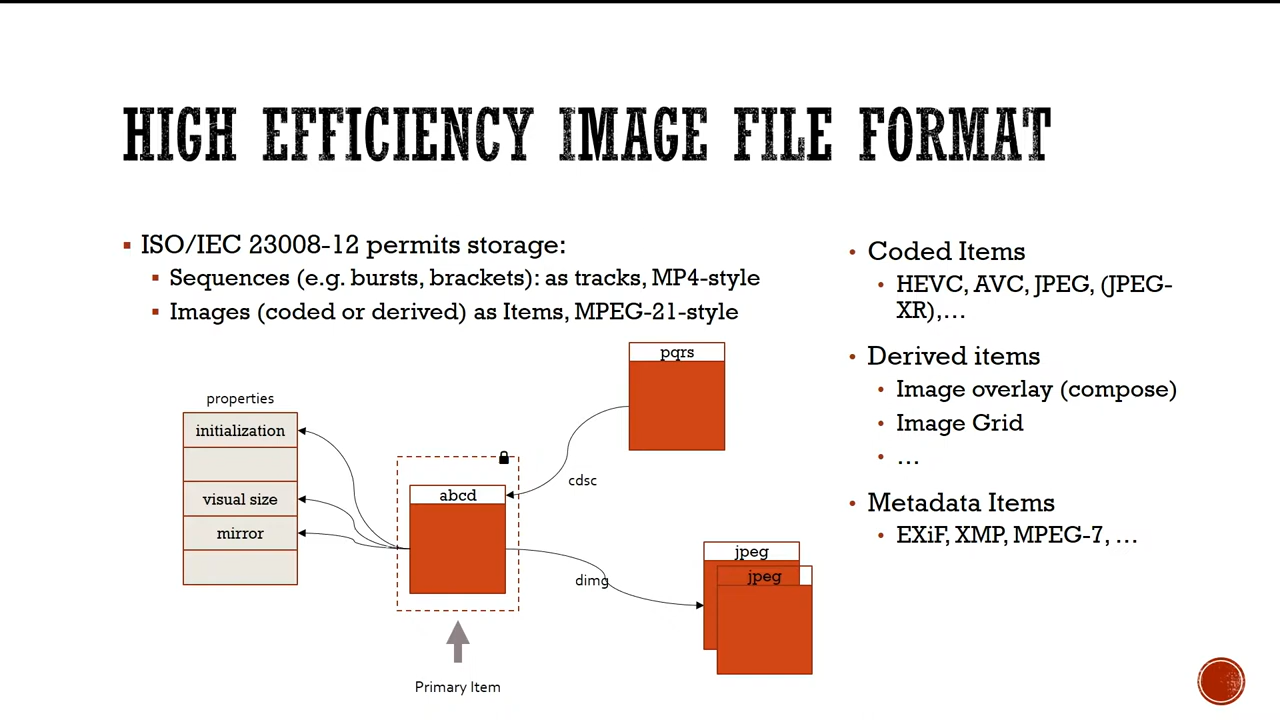 HIGH EFFICIENCY IMAGE FILE FORMAT
ISO/IEC 23008-12 permits storage:
Sequences (e.g. bursts, brackets): as tracks, MP4-style
Images (coded or derived) as Items, MPEG-21-style
properties
initialization
visual size
mirror
abcd
Primary Item
pqrs
cdsc
dimg
jpeg
jpeg
Coded Items
HEVC, AVC, JPEG, (JPEG-
XR),...
Derived items
Image overlay (compose)
Image Grid
...
Metadata Items
EXiF, XMP, MPEG-7, ...